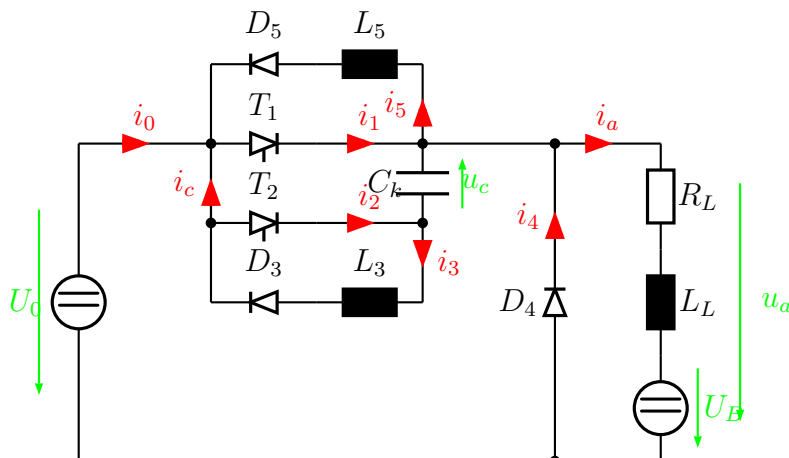 D5 L5
i0 T1 i1 i5 ia
ic T2 i2 Ck uc i4 RL
D3 L3 i3
U0 D4 LL ua
UB